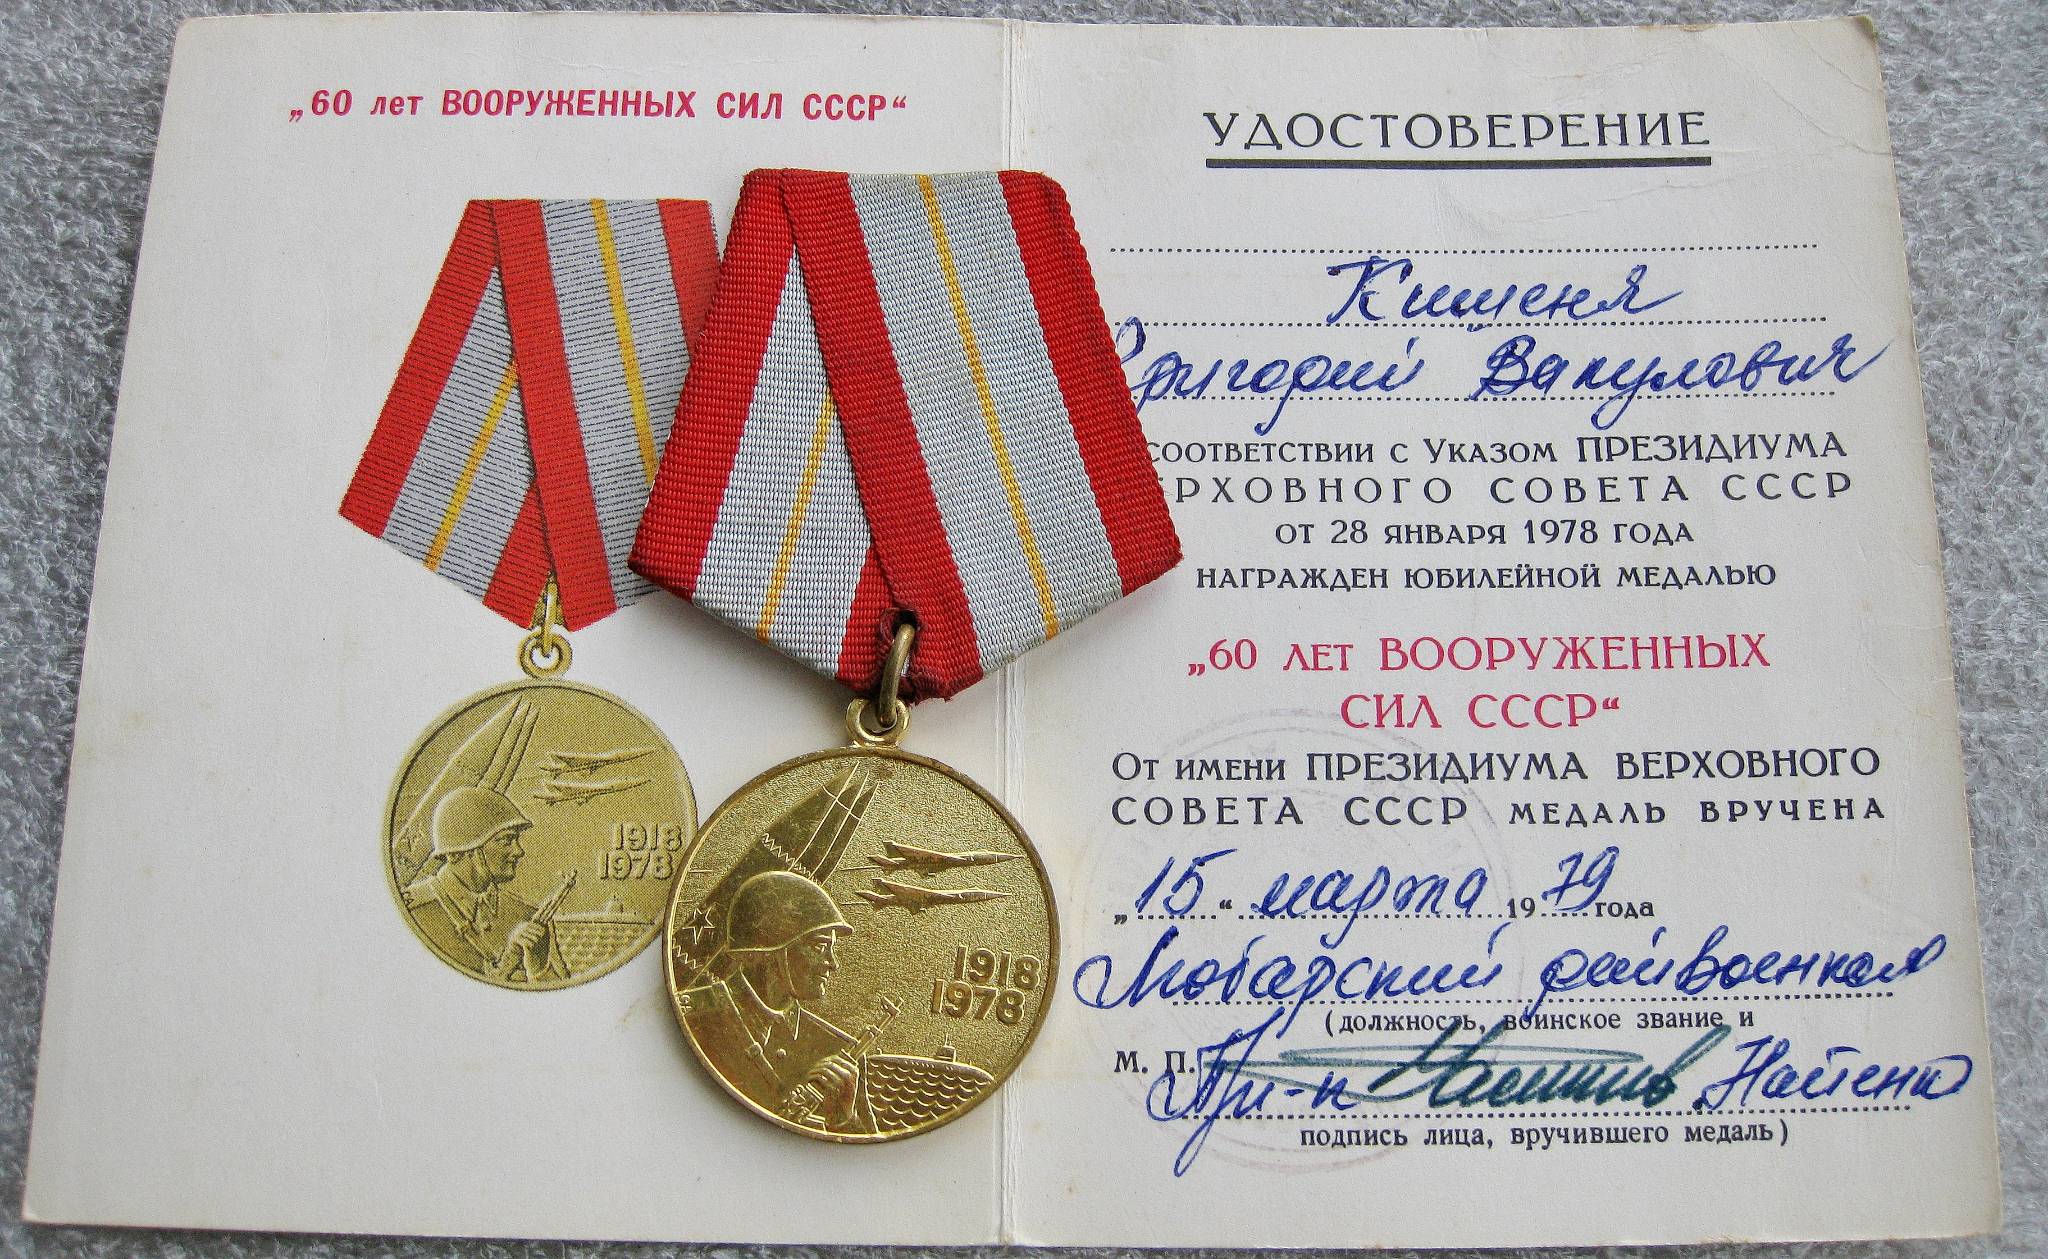 „60 лет ВООРУЖЕННЫХ СИЛ СССР“
1918
1978
1918
1978
УДОСТОВЕРЕНИЕ
Кишеня
Григорий Вакулович
соответствии с Указом ПРЕЗИДИУМА
ЕРХОВНОГО СОВЕТА СССР
от 28 января 1978 года
награжден юбилейной медалью
„60 лет ВООРУЖЕННЫХ
СИЛ СССР“
От имени ПРЕЗИДИУМА ВЕРХОВНОГО
СОВЕТА СССР медаль вручена
„15“ марта 1979 года
Любарский райвоенком
(должность, воинское звание и
М. П. П/п-к
подпись лица, вручившего медаль)